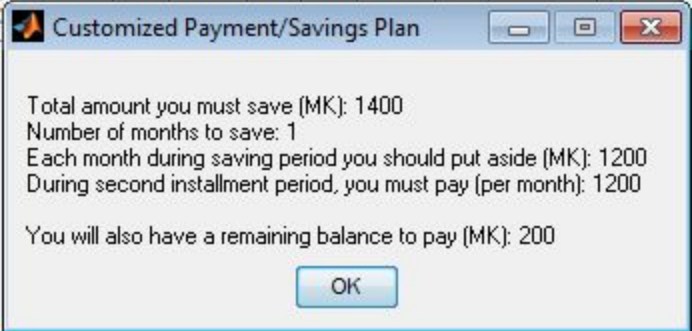 Customized Payment/Savings Plan
Total amount you must save (MK): 1400
Number of months to save: 1
Each month during saving period you should put aside (MK): 1200
During second installment period, you must pay (per month): 1200
You will also have a remaining balance to pay (MK): 200
OK